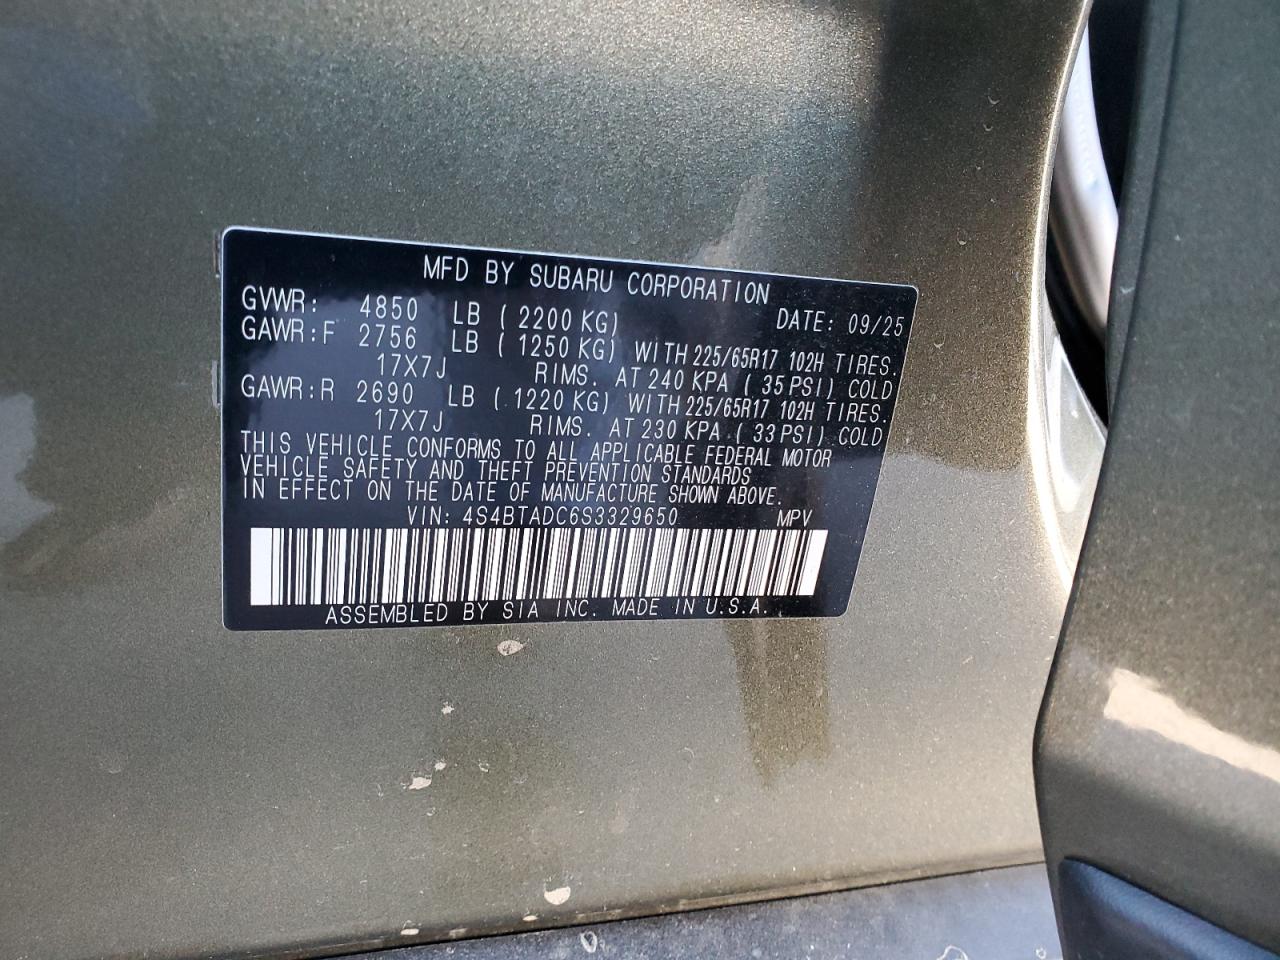 MFD BY SUBARU CORPORATION
GVWR: 4850 LB ( 2200 KG) DATE: 09/25
GAWR:F 2756 LB ( 1250 KG) WITH 225/65R17 102H TIRES.
17X7J RIMS. AT 240 KPA ( 35 PSI) COLD
GAWR:R 2690 LB ( 1220 KG) WITH 225/65R17 102H TIRES.
17X7J RIMS. AT 230 KPA ( 33 PSI) COLD
THIS VEHICLE CONFORMS TO ALL APPLICABLE FEDERAL MOTOR
VEHICLE SAFETY AND THEFT PREVENTION STANDARDS
IN EFFECT ON THE DATE OF MANUFACTURE SHOWN ABOVE.
VIN: 4S4BTADC6S3329650 MPV
ASSEMBLED BY SIA INC. MADE IN U.S.A.